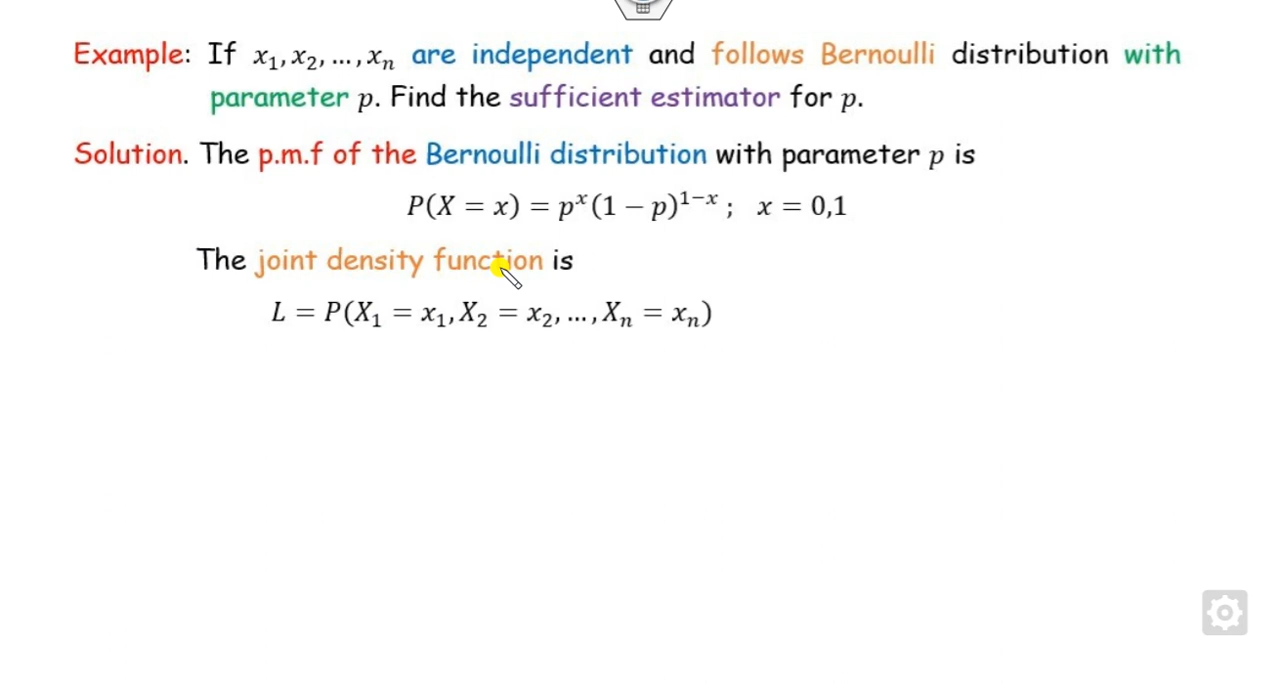 Example: If x₁, x₂, ... , xₙ are independent and follows Bernoulli distribution with
parameter p. Find the sufficient estimator for p.
Solution. The p.m.f of the Bernoulli distribution with parameter p is
P(X = x) = pˣ(1 − p)¹⁻ˣ ; x = 0,1
The joint density function is
L = P(X₁ = x₁, X₂ = x₂, ... , Xₙ = xₙ)